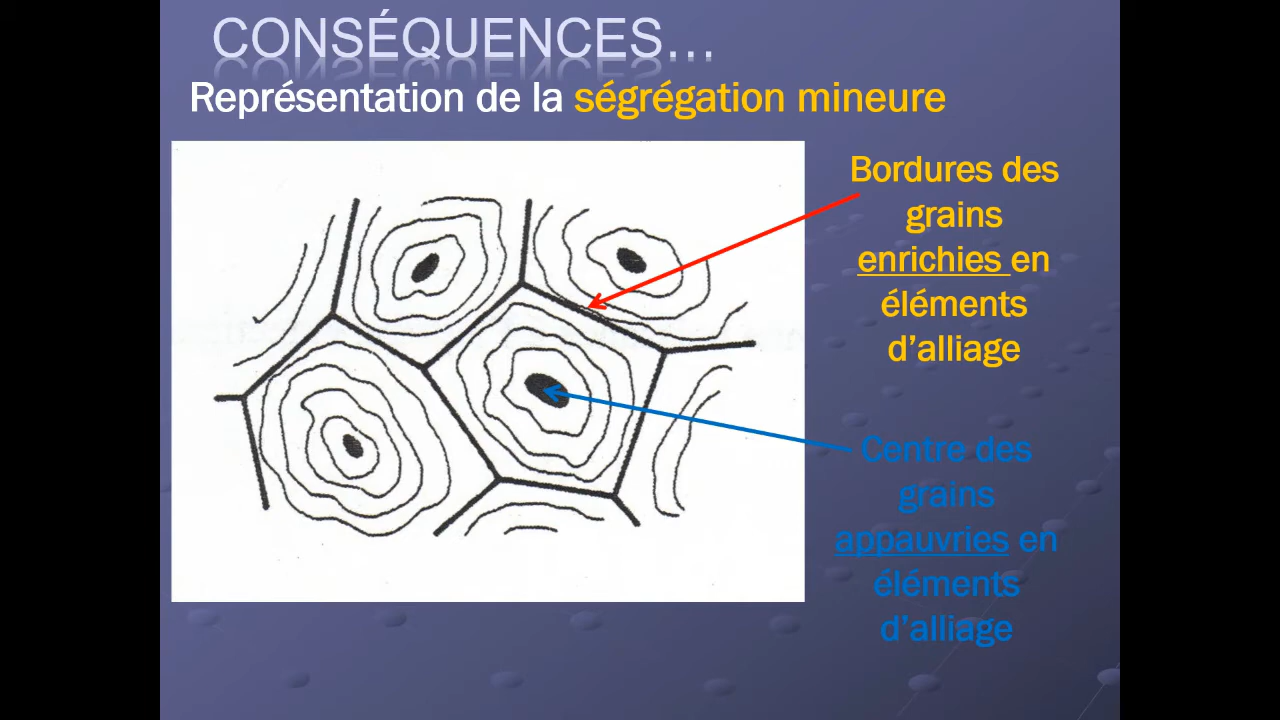 CONSÉQUENCES...
Représentation de la ségrégation mineure
Bordures des
grains
enrichies en
éléments
d’alliage
Centre des
grains
appauvries en
éléments
d’alliage